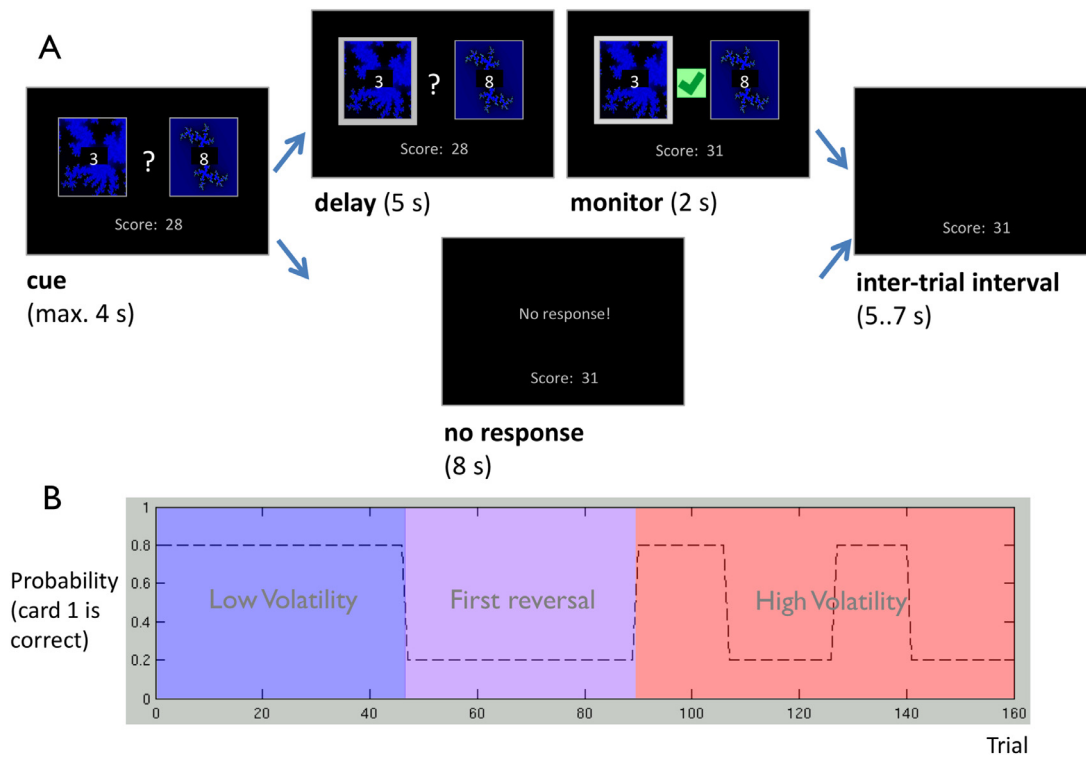 A
3 ? 8
Score: 28
cue
(max. 4 s)
3 ? 8
Score: 28
delay (5 s)
3 8
Score: 31
monitor (2 s)
No response!
Score: 31
no response
(8 s)
Score: 31
inter-trial interval
(5..7 s)
B
Probability
(card 1 is
correct)
1
0.8
0.6
0.4
0.2
0
Low Volatility
First reversal
High Volatility
0 20 40 60 80 100 120 140 160
Trial